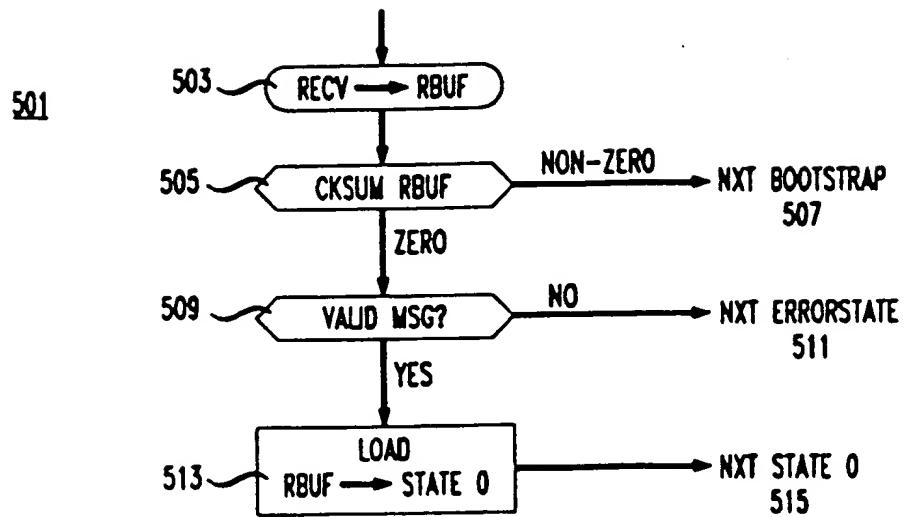 501
503
RECV → RBUF
505
CKSUM RBUF
NON-ZERO
NXT BOOTSTRAP
507
ZERO
509
VALID MSG?
NO
NXT ERRORSTATE
511
YES
513
LOAD
RBUF → STATE 0
NXT STATE 0
515